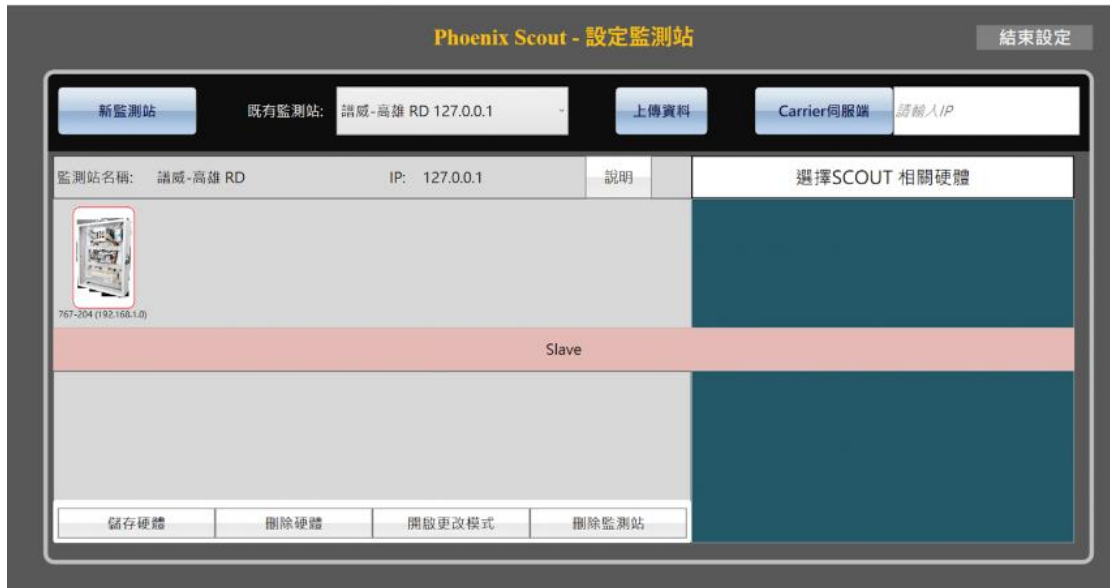 Phoenix Scout - 設定監測站
結束設定
新監測站
既有監測站:
譜威-高雄 RD 127.0.0.1
上傳資料
Carrier伺服端
請輸入IP
監測站名稱: 譜威-高雄 RD
IP: 127.0.0.1
說明
選擇SCOUT 相關硬體
767-204 (192.168.1.0)
Slave
儲存硬體
刪除硬體
開啟更改模式
刪除監測站